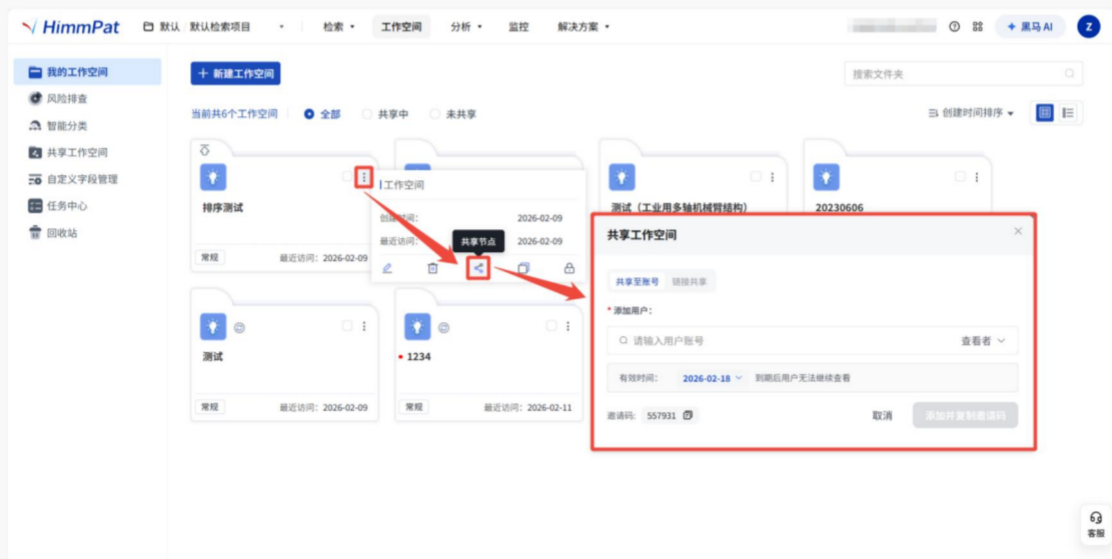 HimmPat
默认 默认检索项目
检索
工作空间
分析
监控
解决方案
黑马 AI
Z
我的工作空间
风险排查
智能分类
共享工作空间
自定义字段管理
任务中心
回收站
+ 新建工作空间
搜索文件夹
当前共6个工作空间
全部
共享中
未共享
创建时间排序
排序测试
常规
最近访问: 2026-02-09
工作空间
创建时间: 2026-02-09
最近访问: 2026-02-09
共享节点
测试（工业用多轴机械臂结构）
20230606
测试
常规
最近访问: 2026-02-09
1234
常规
最近访问: 2026-02-11
共享工作空间
共享至账号
链接共享
* 添加用户:
请输入用户账号
查看者
有效时间: 2026-02-18 到期后用户无法继续查看
邀请码: 557931
取消
添加并复制邀请码
客服